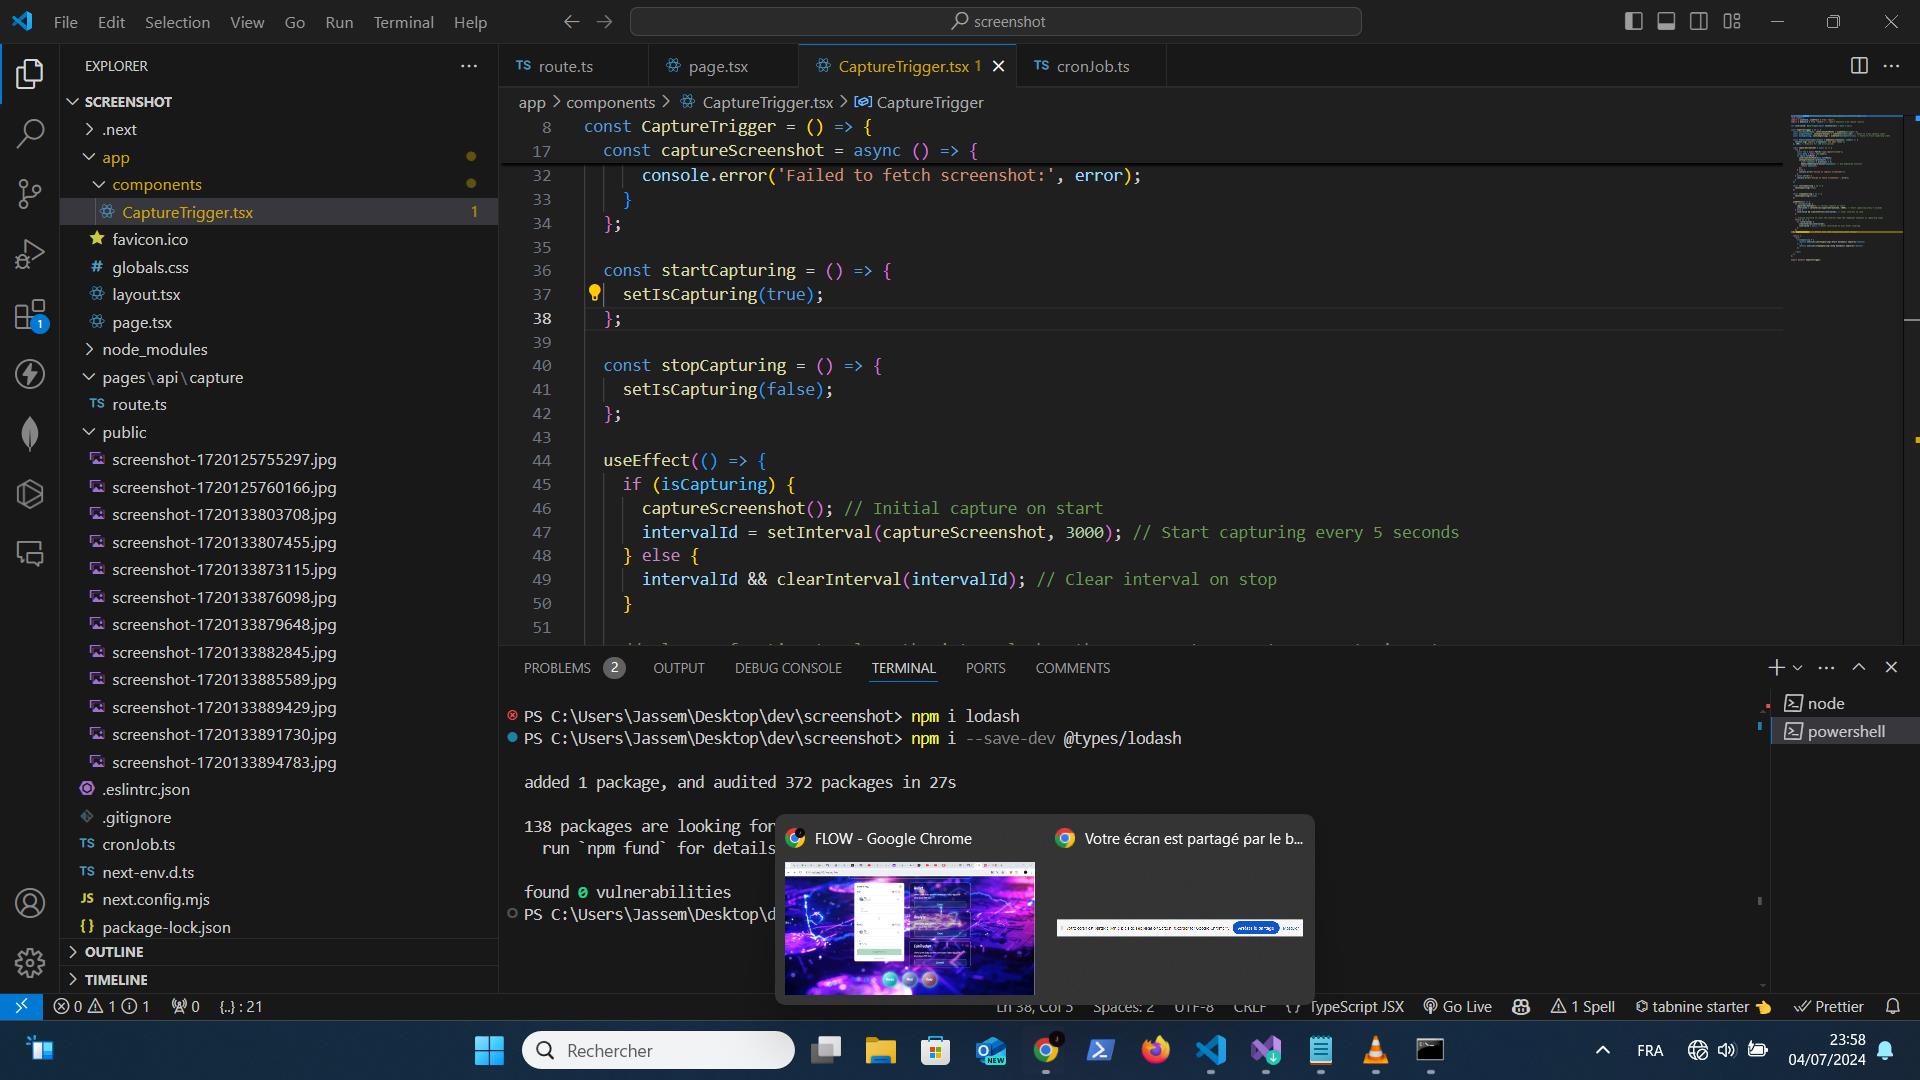 File Edit Selection View Go Run Terminal Help
screenshot
EXPLORER
SCREENSHOT
.next
app
components
CaptureTrigger.tsx 1
favicon.ico
globals.css
layout.tsx
page.tsx
node_modules
pages\api\capture
route.ts
public
screenshot-1720125755297.jpg
screenshot-1720125760166.jpg
screenshot-1720133803708.jpg
screenshot-1720133807455.jpg
screenshot-1720133873115.jpg
screenshot-1720133876098.jpg
screenshot-1720133879648.jpg
screenshot-1720133882845.jpg
screenshot-1720133885589.jpg
screenshot-1720133889429.jpg
screenshot-1720133891730.jpg
screenshot-1720133894783.jpg
.eslintrc.json
.gitignore
cronJob.ts
next-env.d.ts
next.config.mjs
package-lock.json
OUTLINE
TIMELINE
1
TS route.ts page.tsx CaptureTrigger.tsx 1 TS cronJob.ts
app > components > CaptureTrigger.tsx > CaptureTrigger
8 const CaptureTrigger = () => {
17 const captureScreenshot = async () => {
32 console.error('Failed to fetch screenshot:', error);
33 }
34 };
35
36 const startCapturing = () => {
37 setIsCapturing(true);
38 };
39
40 const stopCapturing = () => {
41 setIsCapturing(false);
42 };
43
44 useEffect(() => {
45 if (isCapturing) {
46 captureScreenshot(); // Initial capture on start
47 intervalId = setInterval(captureScreenshot, 3000); // Start capturing every 5 seconds
48 } else {
49 intervalId && clearInterval(intervalId); // Clear interval on stop
50 }
51
PROBLEMS 2 OUTPUT DEBUG CONSOLE TERMINAL PORTS COMMENTS
PS C:\Users\Jassem\Desktop\dev\screenshot> npm i lodash
PS C:\Users\Jassem\Desktop\dev\screenshot> npm i --save-dev @types/lodash
added 1 package, and audited 372 packages in 27s
138 packages are looking for
run `npm fund` for details
found 0 vulnerabilities
PS C:\Users\Jassem\Desktop\d
node
powershell
FLOW - Google Chrome
Votre écran est partagé par le b...
0 1 1 0 {..} : 21
Ln 38, Col 5 Spaces: 2 UTF-8 CRLF {} TypeScript JSX Go Live 1 Spell tabnine starter Prettier
Rechercher
NEW
FRA
23:58
04/07/2024